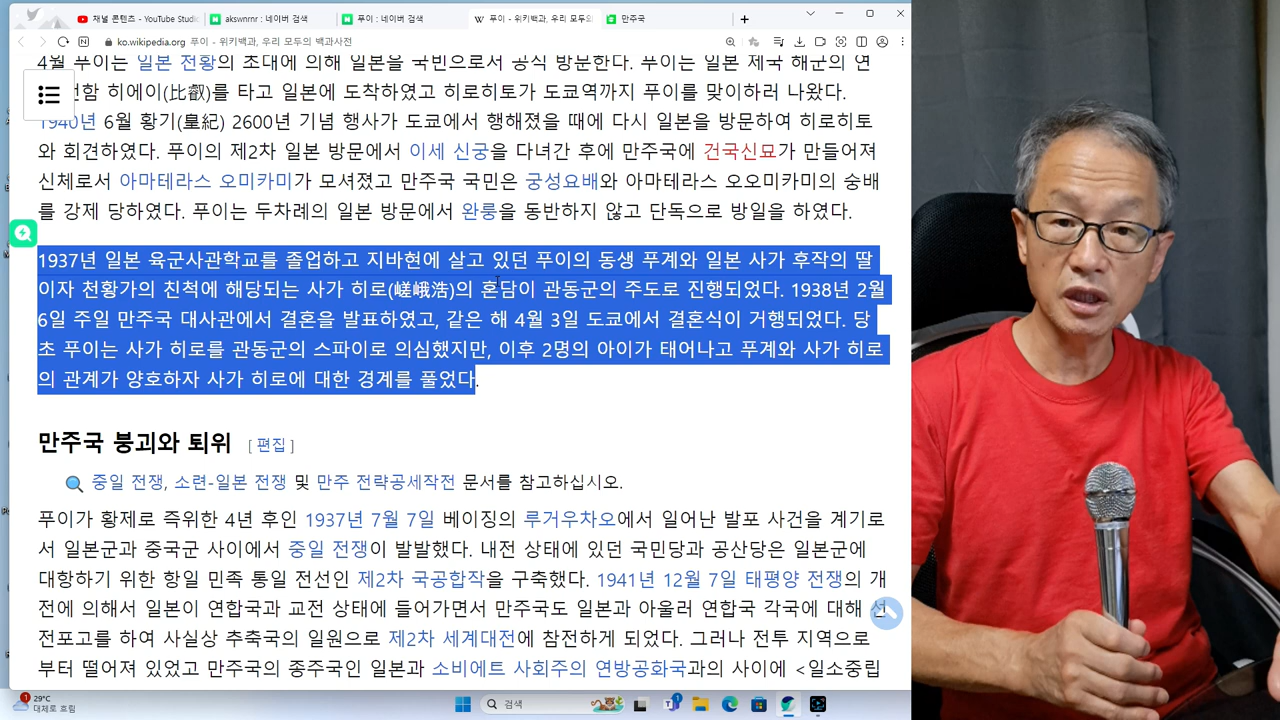 채널 콘텐츠 - YouTube Studio
akswnrnr : 네이버 검색
푸이 : 네이버 검색
푸이 - 위키백과, 우리 모두의
만주국
ko.wikipedia.org 푸이 - 위키백과, 우리 모두의 백과사전
4월 푸이는 일본 천황의 초대에 의해 일본을 국빈으로서 공식 방문한다. 푸이는 일본 제국 해군의 연
전함 히에이(比叡)를 타고 일본에 도착하였고 히로히토가 도쿄역까지 푸이를 맞이하러 나왔다.
1940년 6월 황기(皇紀) 2600년 기념 행사가 도쿄에서 행해졌을 때에 다시 일본을 방문하여 히로히토
와 회견하였다. 푸이의 제2차 일본 방문에서 이세 신궁을 다녀간 후에 만주국에 건국신묘가 만들어져
신체로서 아마테라스 오미카미가 모셔졌고 만주국 국민은 궁성요배와 아마테라스 오오미카미의 숭배
를 강제 당하였다. 푸이는 두차례의 일본 방문에서 완룽을 동반하지 않고 단독으로 방일을 하였다.
1937년 일본 육군사관학교를 졸업하고 지바현에 살고 있던 푸이의 동생 푸계와 일본 사가 후작의 딸
이자 천황가의 친척에 해당되는 사가 히로(嵯峨浩)의 혼담이 관동군의 주도로 진행되었다. 1938년 2월
6일 주일 만주국 대사관에서 결혼을 발표하였고, 같은 해 4월 3일 도쿄에서 결혼식이 거행되었다. 당
초 푸이는 사가 히로를 관동군의 스파이로 의심했지만, 이후 2명의 아이가 태어나고 푸계와 사가 히로
의 관계가 양호하자 사가 히로에 대한 경계를 풀었다.
만주국 붕괴와 퇴위 [편집]
중일 전쟁, 소련-일본 전쟁 및 만주 전략공세작전 문서를 참고하십시오.
푸이가 황제로 즉위한 4년 후인 1937년 7월 7일 베이징의 루거우차오에서 일어난 발포 사건을 계기로
서 일본군과 중국군 사이에서 중일 전쟁이 발발했다. 내전 상태에 있던 국민당과 공산당은 일본군에
대항하기 위한 항일 민족 통일 전선인 제2차 국공합작을 구축했다. 1941년 12월 7일 태평양 전쟁의 개
전에 의해서 일본이 연합국과 교전 상태에 들어가면서 만주국도 일본과 아울러 연합국 각국에 대해 선
전포고를 하여 사실상 추축국의 일원으로 제2차 세계대전에 참전하게 되었다. 그러나 전투 지역으로
부터 떨어져 있었고 만주국의 종주국인 일본과 소비에트 사회주의 연방공화국과의 사이에 <일소중립
29°C
대체로 흐림
검색